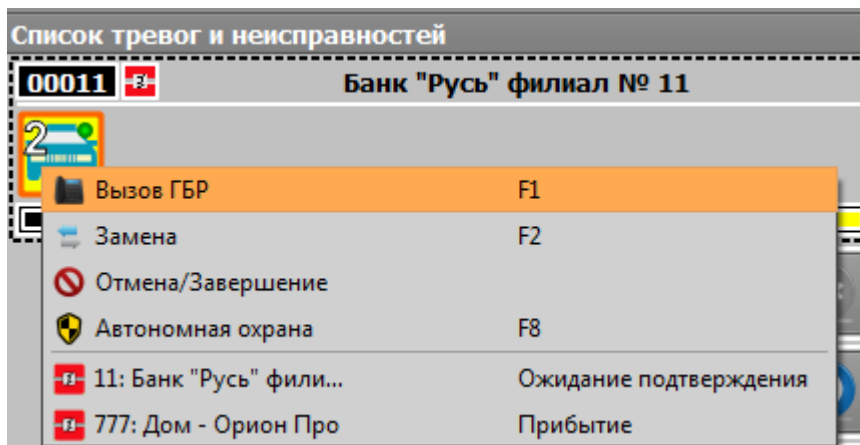 Список тревог и неисправностей
00011 Банк "Русь" филиал № 11
2
Вызов ГБР F1
Замена F2
Отмена/Завершение
Автономная охрана F8
11: Банк "Русь" фили... Ожидание подтверждения
777: Дом - Орион Про Прибытие